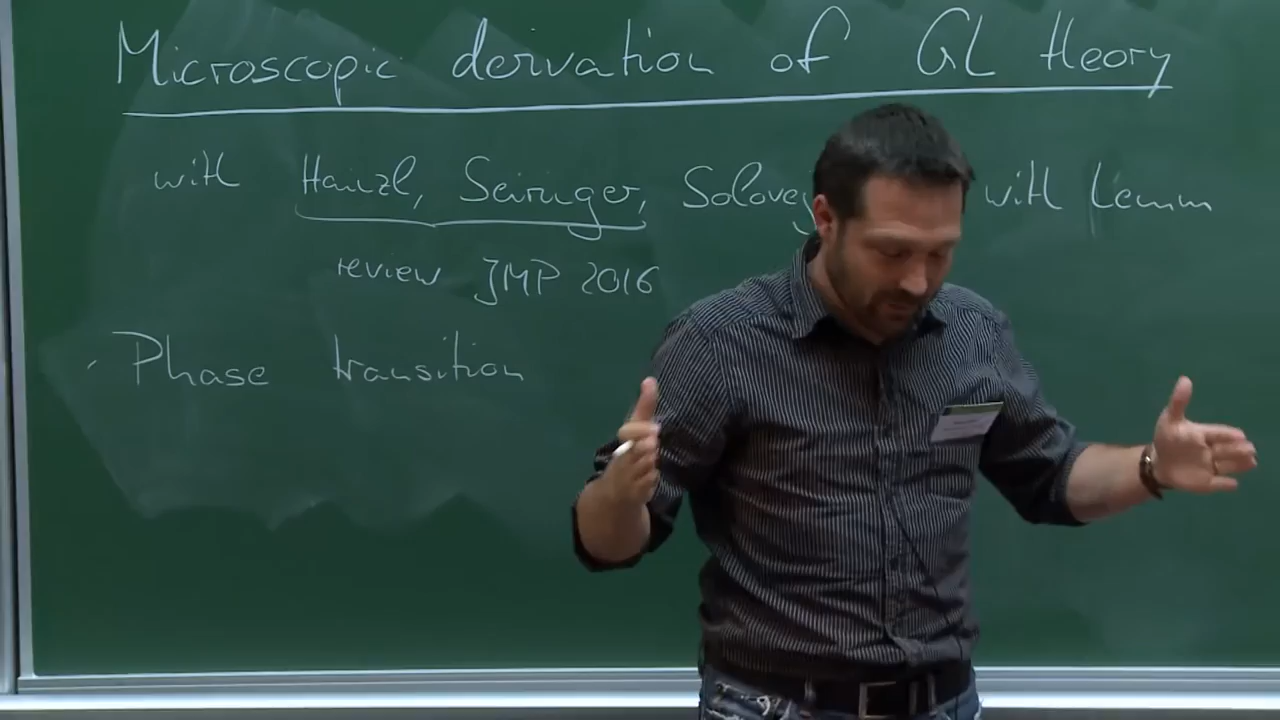 Microscopic derivation of GL theory
with Hainzl, Seiringer, Solovej with Lemm
review JMP 2016
Phase transition